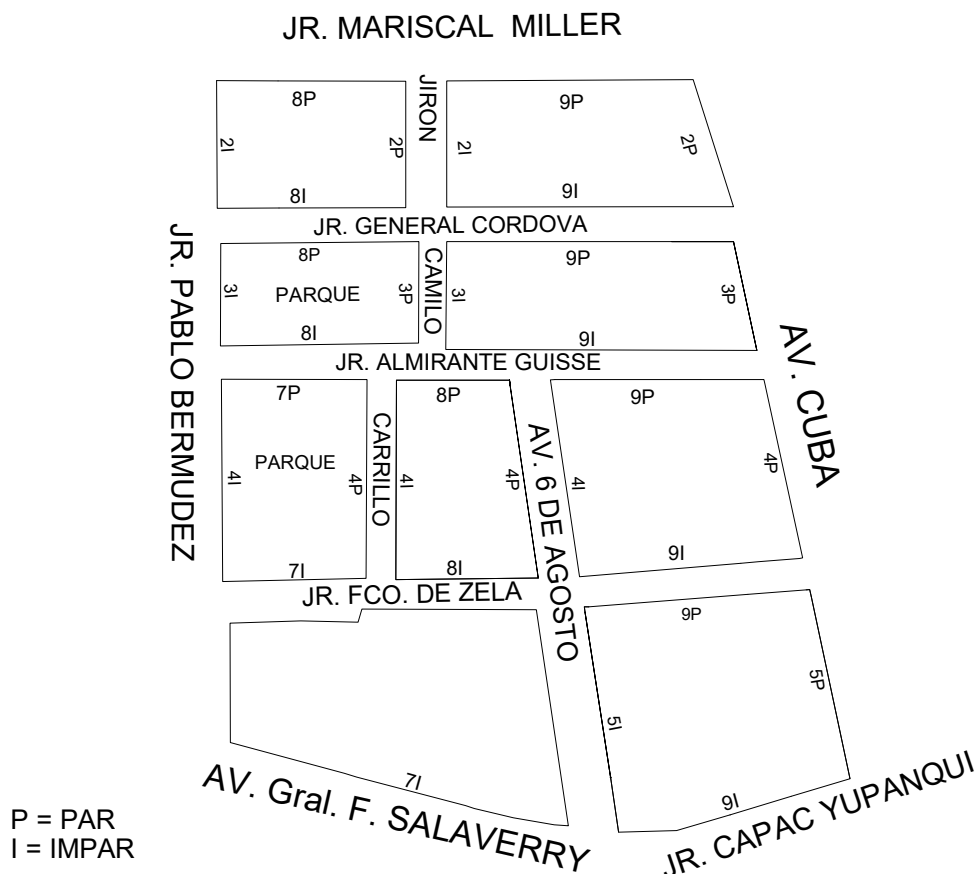 JR. MARISCAL MILLER
8P
2I
2P
8I
JIRON
9P
2I
2P
9I
JR. GENERAL CORDOVA
8P
3I
PARQUE
3P
8I
CAMILO
9P
3I
3P
9I
JR. PABLO BERMUDEZ
JR. ALMIRANTE GUISSE
AV. CUBA
7P
4I
PARQUE
4P
7I
CARRILLO
8P
4I
4P
8I
AV. 6 DE AGOSTO
9P
4I
4P
9I
JR. FCO. DE ZELA
7I
9P
5I
5P
9I
AV. Gral. F. SALAVERRY
JR. CAPAC YUPANQUI
P = PAR
I = IMPAR